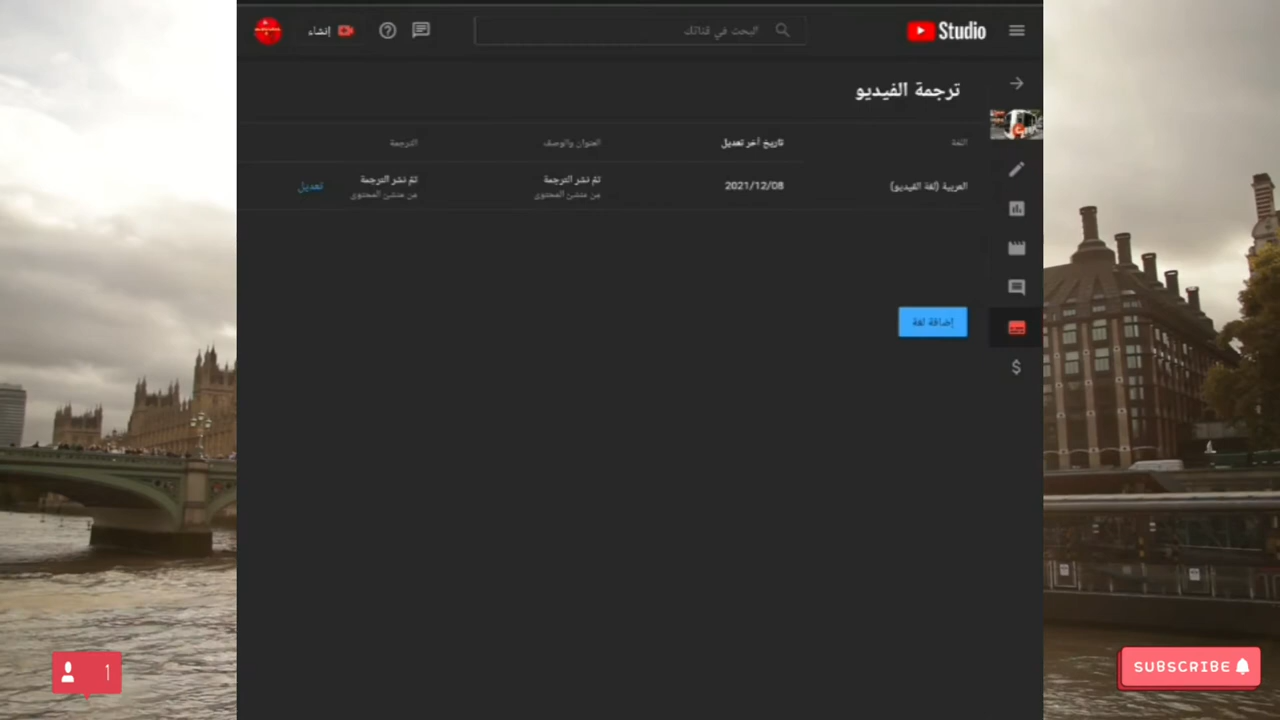 Studio
البحث في قناتك
إنشاء
ترجمة الفيديو
اللغة
تاريخ آخر تعديل
العنوان والوصف
الترجمة
العربية (لغة الفيديو)
2021/12/08
تمّ نشر الترجمة
من منشئ المحتوى
تمّ نشر الترجمة
من منشئ المحتوى
تعديل
إضافة لغة
1
SUBSCRIBE